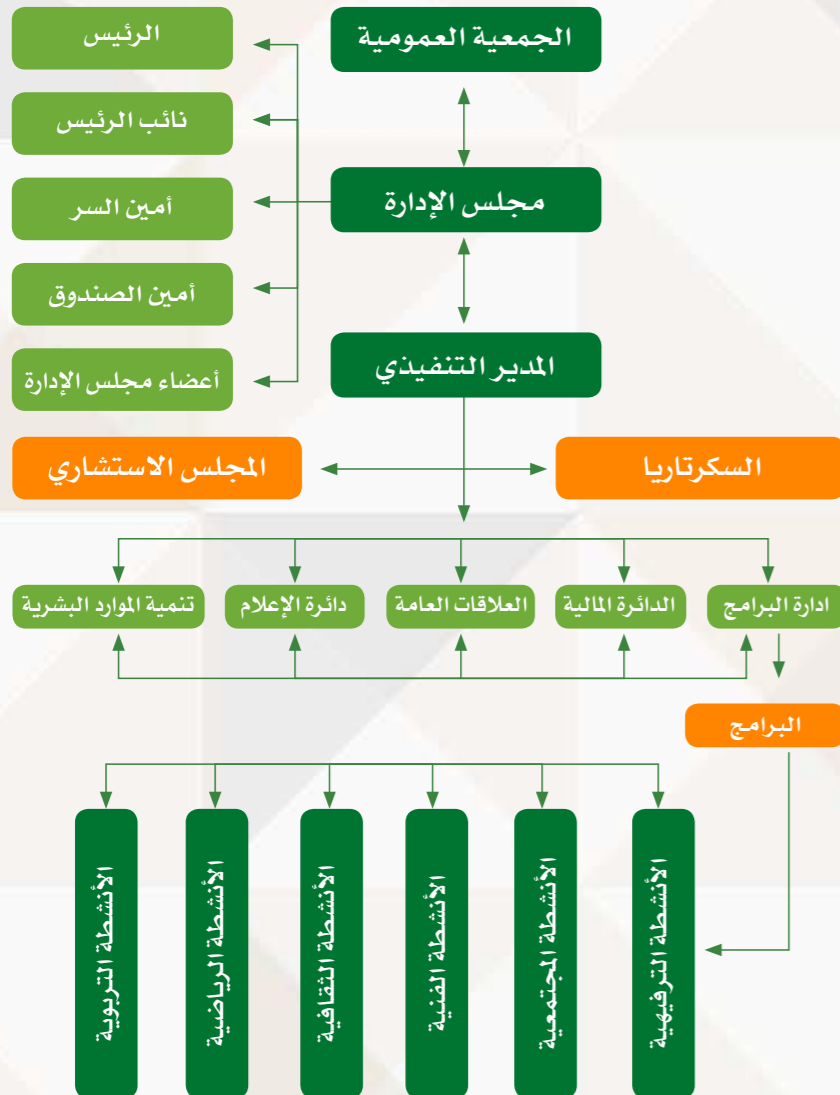 الجمعية العمومية
الرئيس
نائب الرئيس
مجلس الإدارة
أمين السر
أمين الصندوق
المدير التنفيذي
أعضاء مجلس الإدارة
السكرتاريا
المجلس الاستشاري
ادارة البرامج
الدائرة المالية
العلاقات العامة
دائرة الإعلام
تنمية الموارد البشرية
البرامج
الأنشطة الترفيهية
الأنشطة المجتمعية
الأنشطة الفنية
الأنشطة الثقافية
الأنشطة الرياضية
الأنشطة التربوية